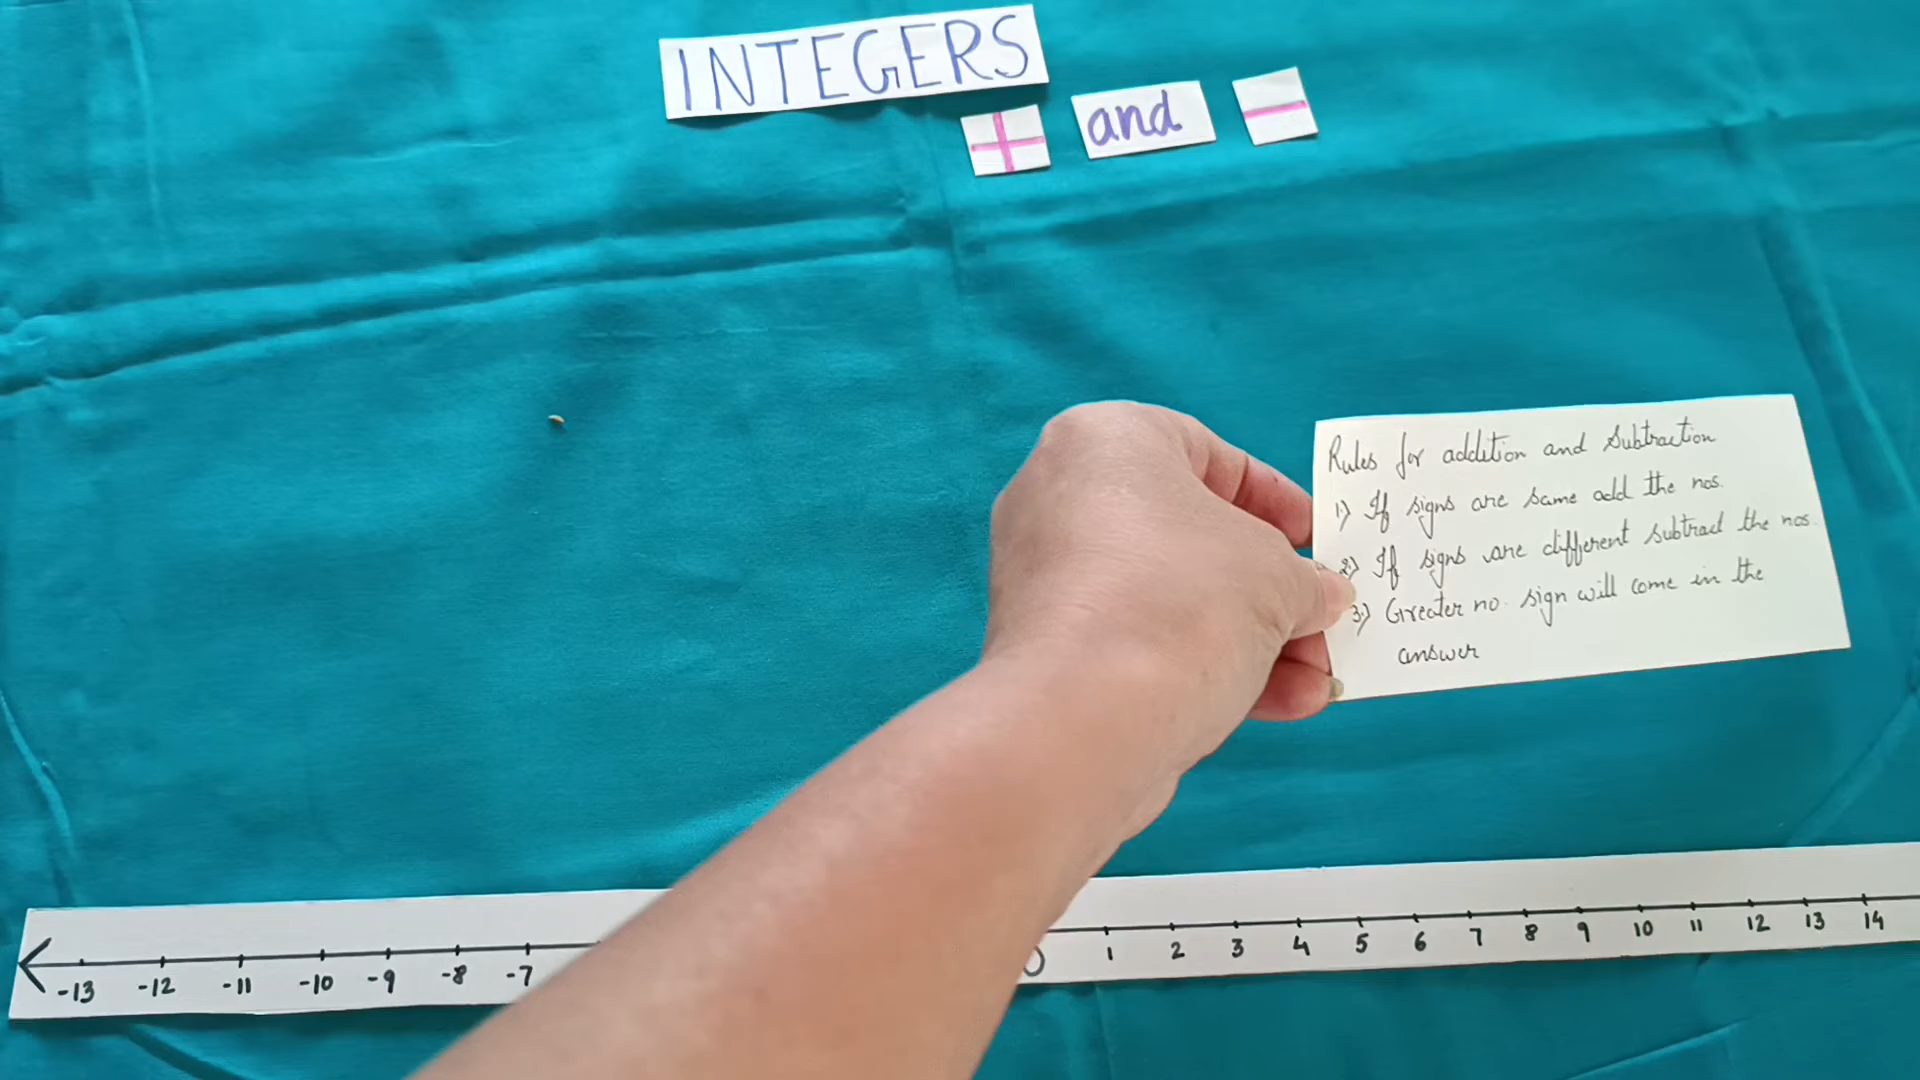 INTEGERS
+ and −
Rules for addition and Subtraction
1.) If signs are same add the nos.
2.) If signs are different subtract the nos.
3.) Greater no. sign will come in the
answer
-13 -12 -11 -10 -9 -8 -7 0 1 2 3 4 5 6 7 8 9 10 11 12 13 14